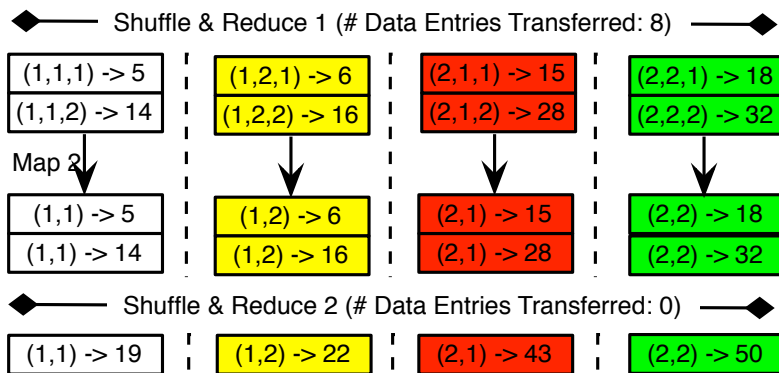 Shuffle & Reduce 1 (# Data Entries Transferred: 8)
(1,1,1) -> 5 (1,2,1) -> 6 (2,1,1) -> 15 (2,2,1) -> 18
(1,1,2) -> 14 (1,2,2) -> 16 (2,1,2) -> 28 (2,2,2) -> 32
Map 2
(1,1) -> 5 (1,2) -> 6 (2,1) -> 15 (2,2) -> 18
(1,1) -> 14 (1,2) -> 16 (2,1) -> 28 (2,2) -> 32
Shuffle & Reduce 2 (# Data Entries Transferred: 0)
(1,1) -> 19 (1,2) -> 22 (2,1) -> 43 (2,2) -> 50